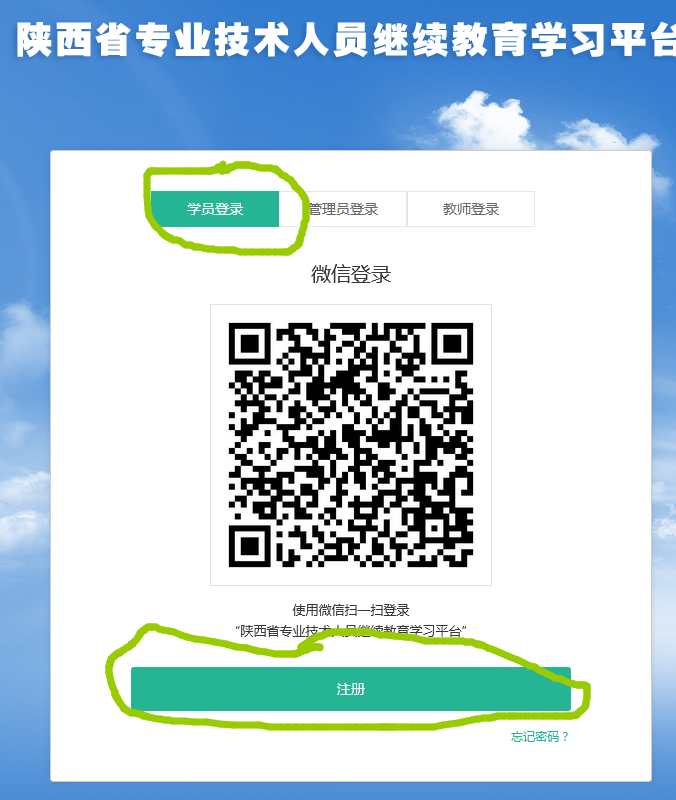 陕西省专业技术人员继续教育学习平台
学员登录 管理员登录 教师登录
微信登录
使用微信扫一扫登录
“陕西省专业技术人员继续教育学习平台”
注册
忘记密码？